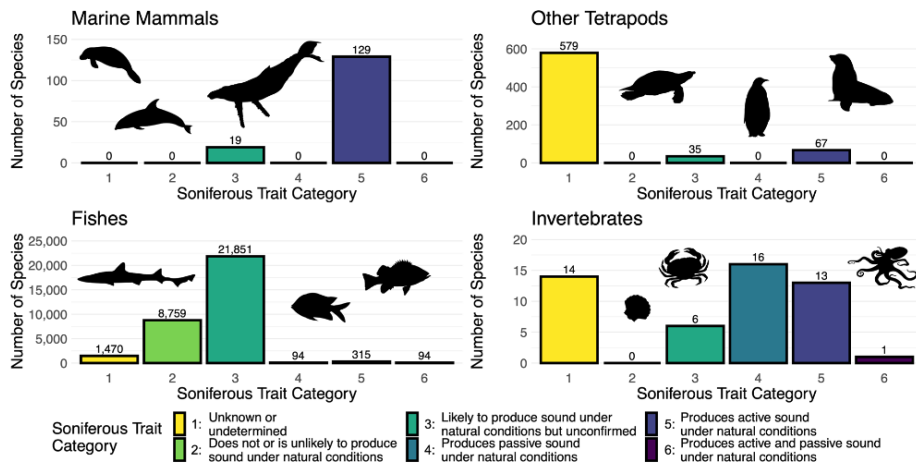 Marine Mammals
Number of Species
150
100
50
0
0
0
19
0
129
0
1 2 3 4 5 6
Soniferous Trait Category
Other Tetrapods
Number of Species
600
400
200
0
579
0
35
0
67
0
1 2 3 4 5 6
Soniferous Trait Category
Fishes
Number of Species
25,000
20,000
15,000
10,000
5,000
0
1,470
8,759
21,851
94
315
94
1 2 3 4 5 6
Soniferous Trait Category
Invertebrates
Number of Species
20
15
10
5
0
14
0
6
16
13
1
1 2 3 4 5 6
Soniferous Trait Category
Soniferous Trait
Category
1: Unknown or
undetermined
2: Does not or is unlikely to produce
sound under natural conditions
3: Likely to produce sound under
natural conditions but unconfirmed
4: Produces passive sound
under natural conditions
5: Produces active sound
under natural conditions
6: Produces active and passive sound
under natural conditions